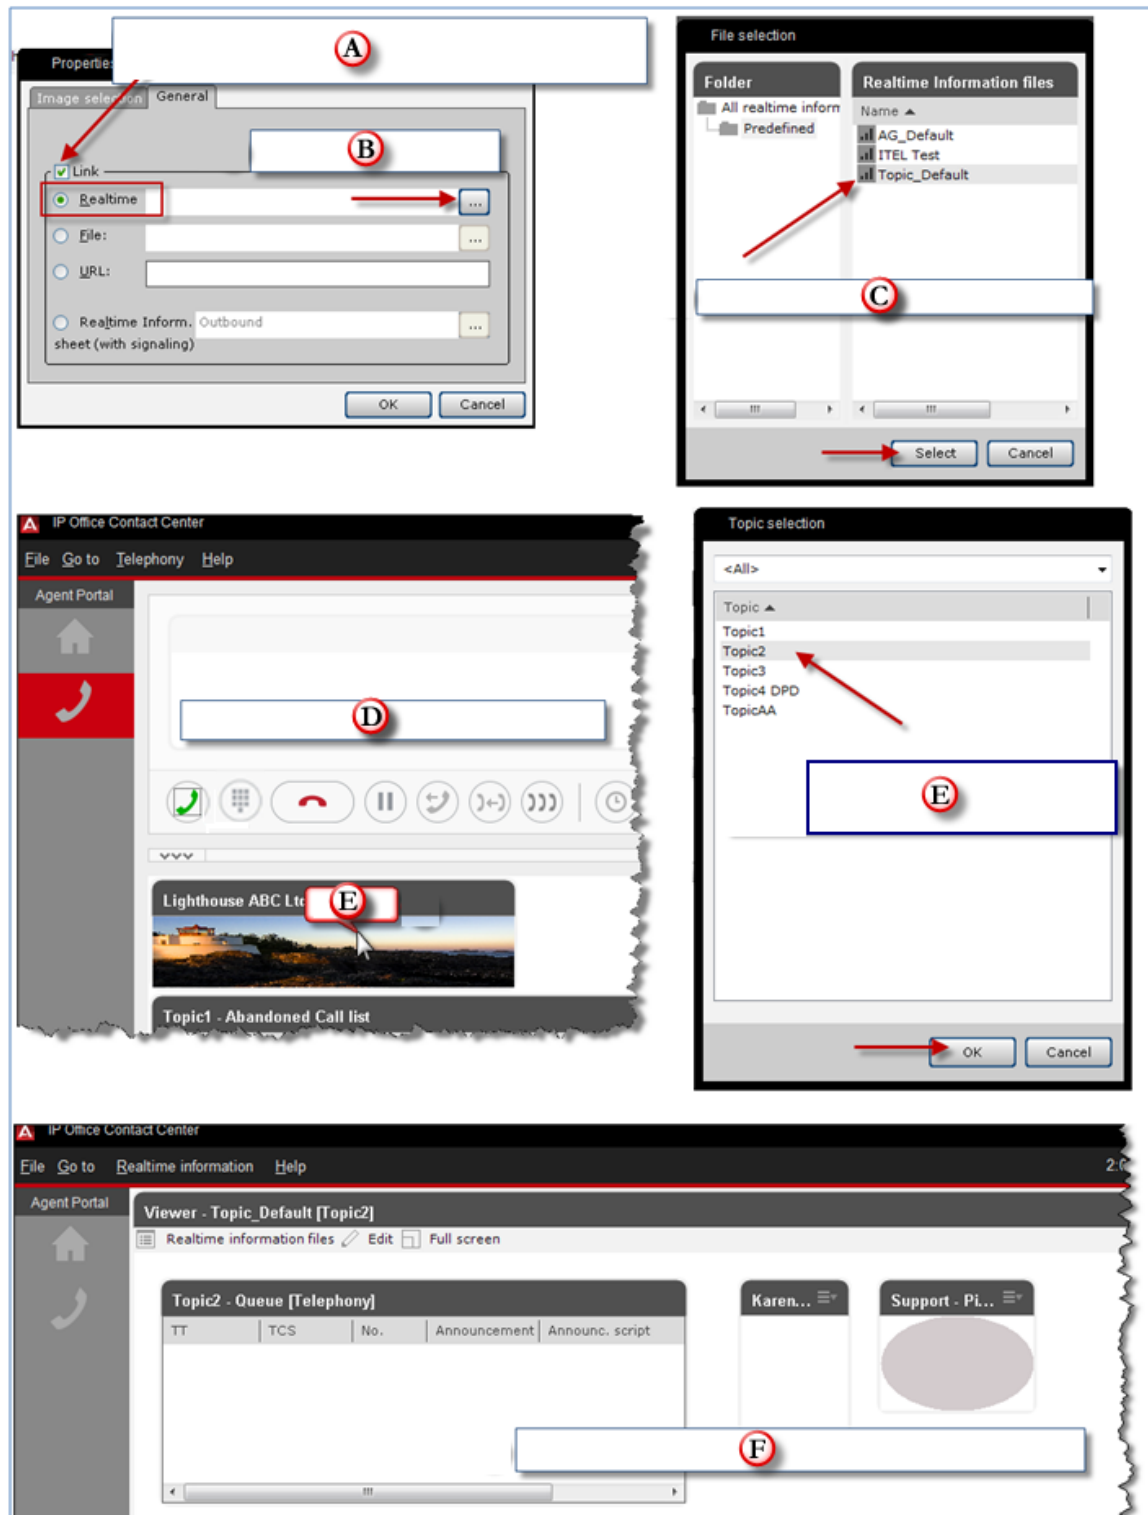 Properties
A
Image selection General
B
Link
Realtime
...
File:
...
URL:
Realtime Inform. Outbound
...
sheet (with signaling)
OK Cancel
File selection
Folder
All realtime inform
Predefined
Realtime Information files
Name
AG_Default
ITEL Test
Topic_Default
C
Select Cancel
IP Office Contact Center
File Go to Telephony Help
Agent Portal
D
Lighthouse ABC Ltd
E
Topic1 - Abandoned Call list
Topic selection
<All>
Topic
Topic1
Topic2
Topic3
Topic4 DPD
TopicAA
E
OK Cancel
IP Office Contact Center
File Go to Realtime information Help
2:0
Agent Portal
Viewer - Topic_Default [Topic2]
Realtime information files Edit Full screen
Topic2 - Queue [Telephony]
TT TCS No. Announcement Announc. script
Karen...
Support - Pi...
F